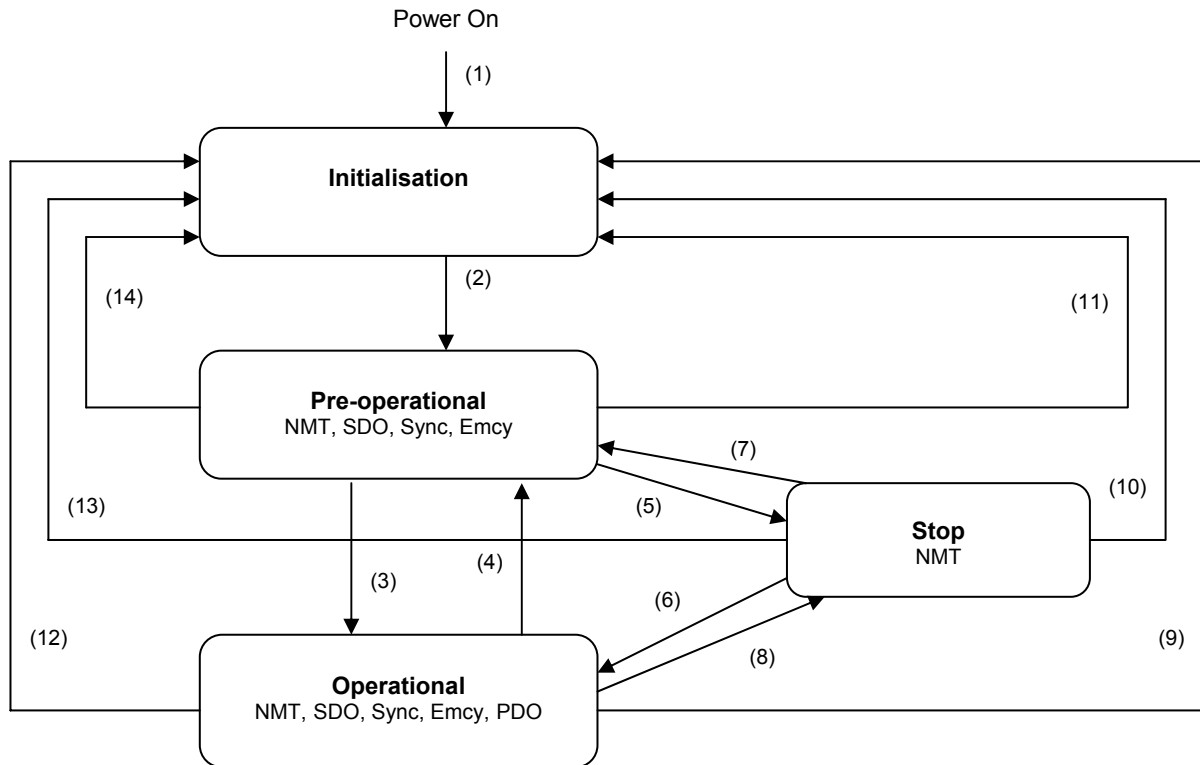 Power On
(1)
Initialisation
(2)
(14)
(11)
Pre-operational
NMT, SDO, Sync, Emcy
(7)
(5)
(10)
(13)
Stop
NMT
(3)
(4)
(6)
(12)
(8)
(9)
Operational
NMT, SDO, Sync, Emcy, PDO